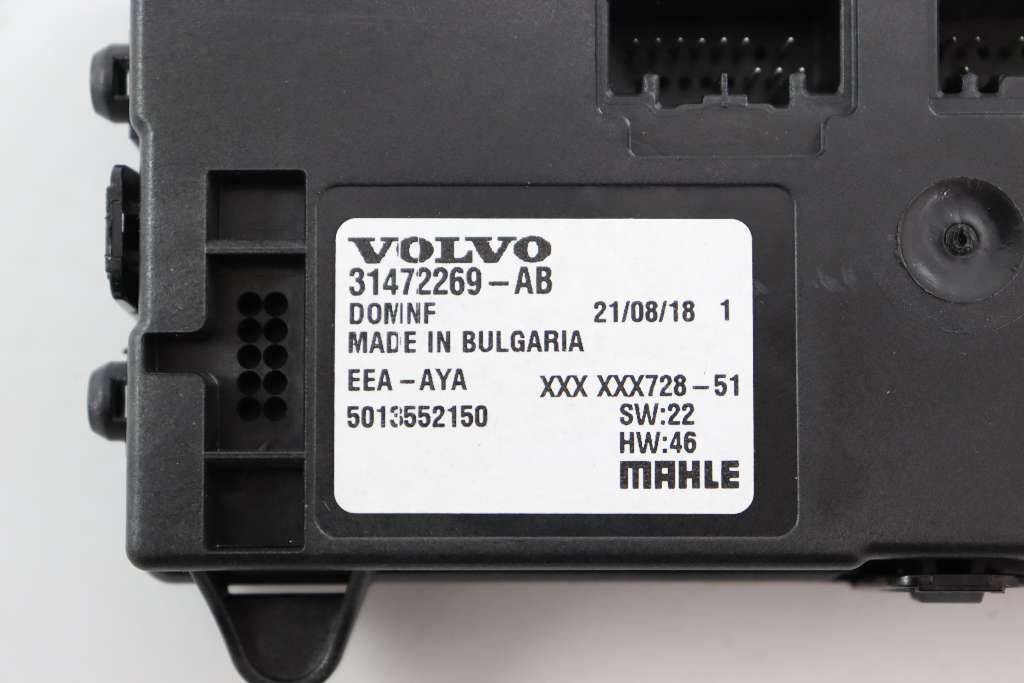 VOLVO
31472269-AB
DOMINF 21/08/18 1
MADE IN BULGARIA
EEA-AYA XXX XXX728-51
5013552150 SW:22
HW:46
MAHLE